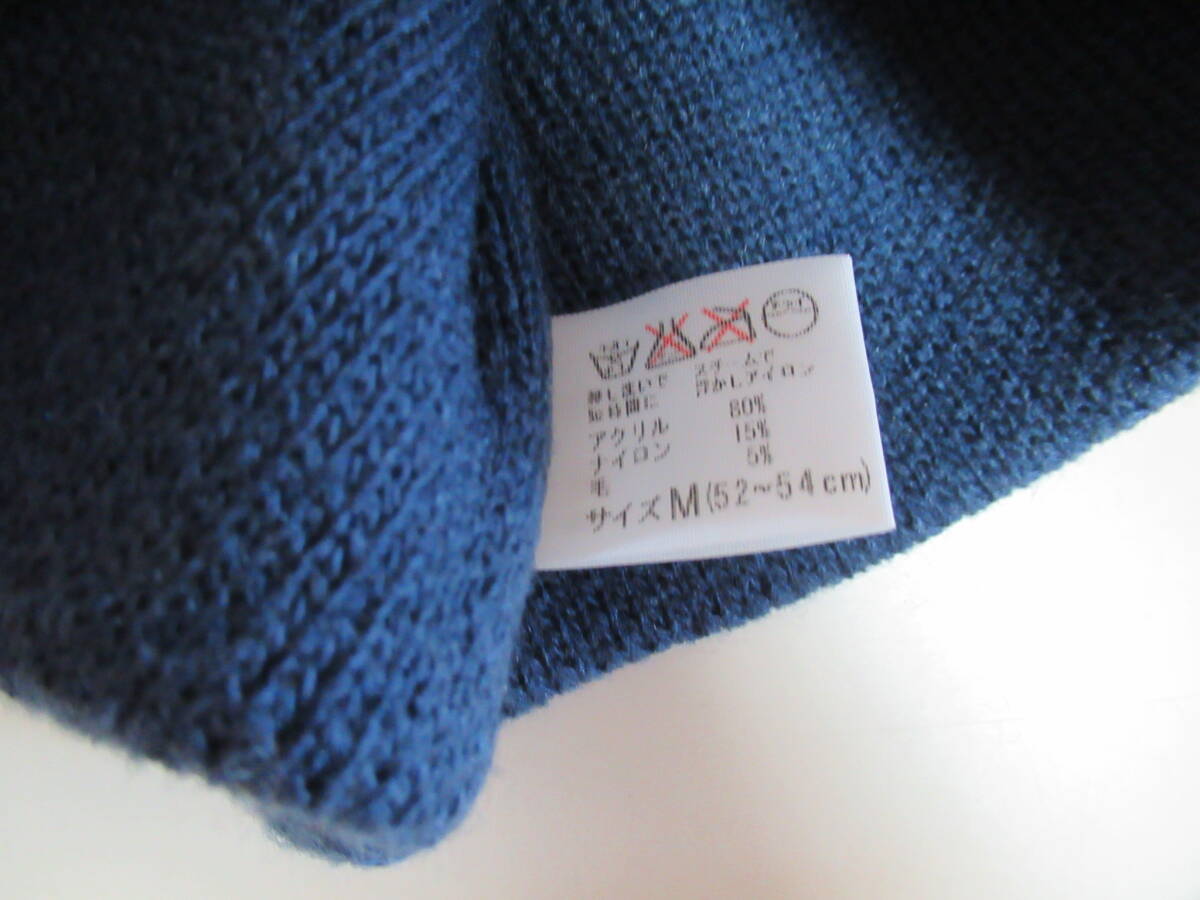 押し洗いで スチームで
短時間に 浮かしアイロン
アクリル 80%
ナイロン 15%
毛 5%
サイズ M(52~54cm)